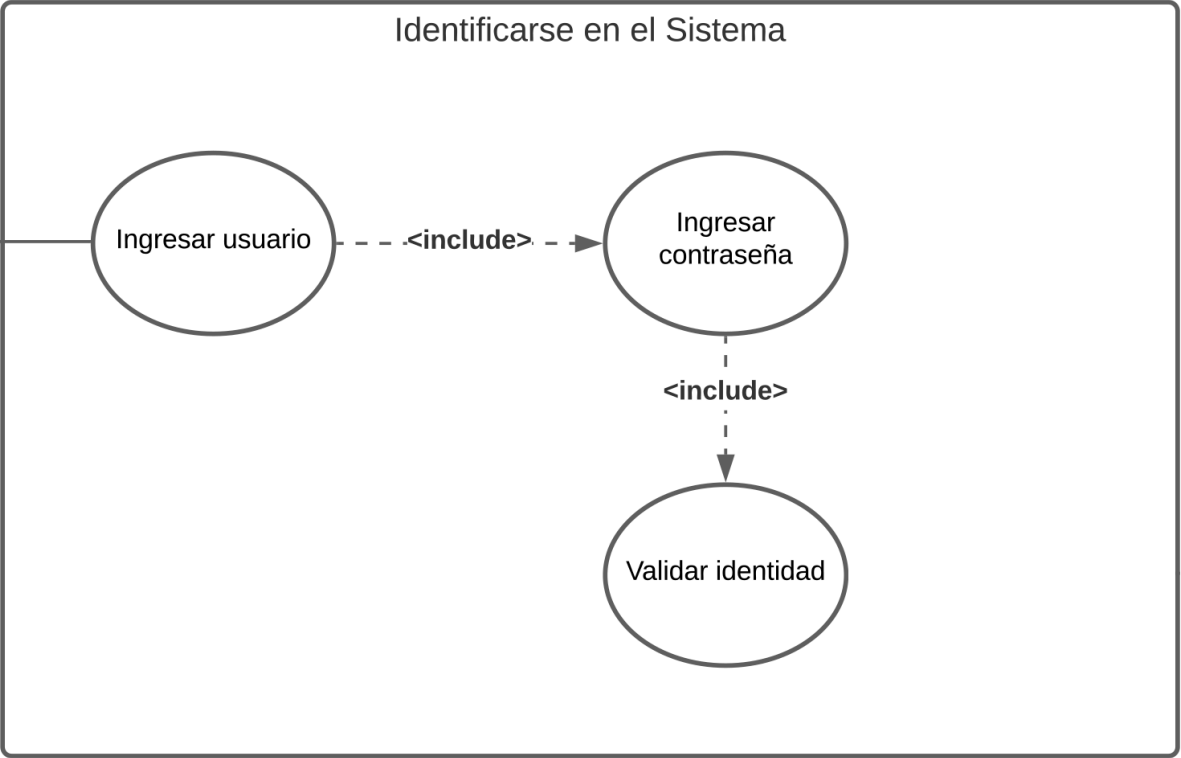 Identificarse en el Sistema
Ingresar usuario
<include>
Ingresar
contraseña
<include>
Validar identidad